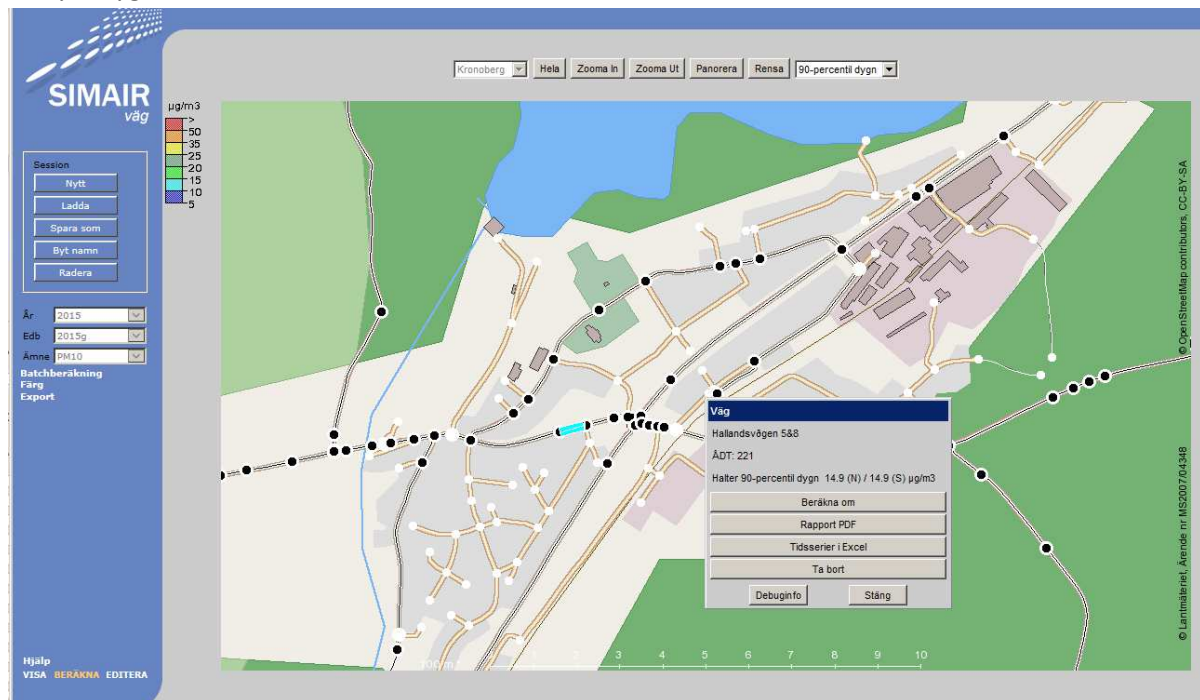 SIMAIR
väg
Session
Nytt
Ladda
Spara som
Byt namn
Radera
År 2015
Edb 2015g
Ämne PM10
Batchberäkning
Färg
Export
Hjälp
VISA BERÄKNA EDITERA
Kronoberg Hela Zooma In Zooma Ut Panorera Rensa 90-percentil dygn
µg/m3
>
50
35
25
20
15
10
5
© OpenStreetMap contributors, CC-BY-SA
© Lantmäteriet, Ärende nr MS2007/04348
Väg
Hallandsvôgen 5&8
ÅDT: 221
Halter 90-percentil dygn 14.9 (N) / 14.9 (S) µg/m3
Beräkna om
Rapport PDF
Tidsserier i Excel
Ta bort
Debuginfo Stäng
100 m * 1 2 3 4 5 6 7 8 9 10